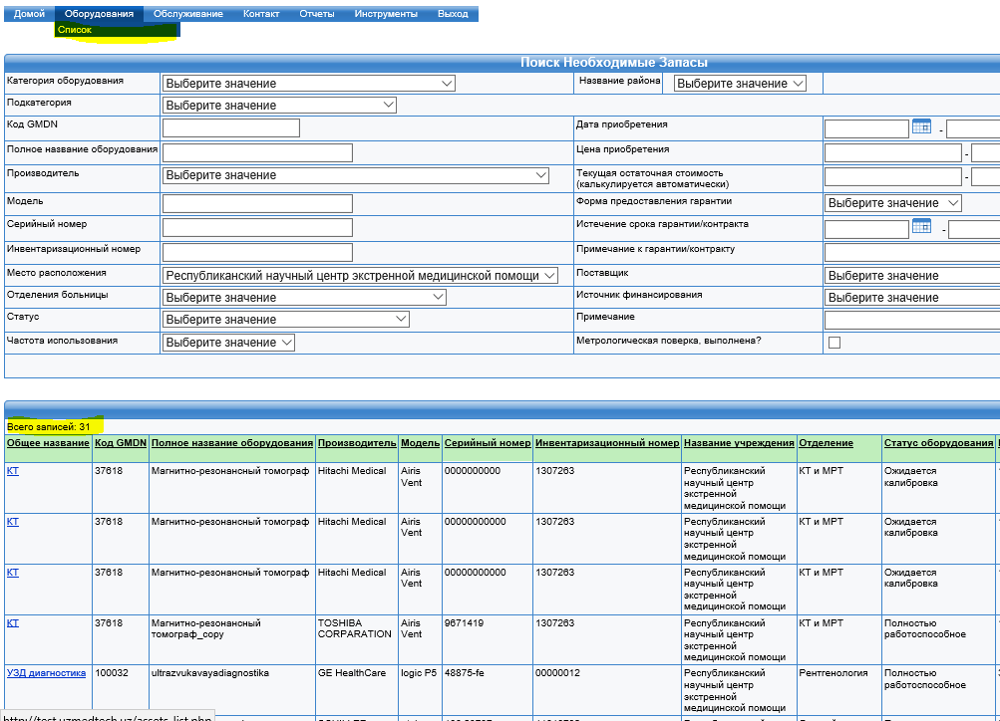 Домой Оборудования Обслуживание Контакт Отчеты Инструменты Выход
Список
Поиск Необходимые Запасы
Категория оборудования Выберите значение Название района Выберите значение
Подкатегория Выберите значение
Код GMDN Дата приобретения -
Полное название оборудования Цена приобретения -
Производитель Выберите значение Текущая остаточная стоимость -
(калькулируется автоматически)
Модель Форма предоставления гарантии Выберите значение
Серийный номер Истечение срока гарантии/контракта -
Инвентаризационный номер Примечание к гарантии/контракту
Место расположения Республиканский научный центр экстренной медицинской помощи Поставщик Выберите значение
Отделения больницы Выберите значение Источник финансирования Выберите значение
Статус Выберите значение Примечание
Частота использования Выберите значение Метрологическая поверка, выполнена?
Всего записей: 31
Общее название Код GMDN Полное название оборудования Производитель Модель Серийный номер Инвентаризационный номер Название учреждения Отделение Статус оборудования
КТ 37618 Магнитно-резонансный томограф Hitachi Medical Airis 0000000000 1307263 Республиканский КТ и МРТ Ожидается
Vent научный центр калибровка
экстренной
медицинской помощи
КТ 37618 Магнитно-резонансный томограф Hitachi Medical Airis 00000000000 1307263 Республиканский КТ и МРТ Ожидается
Vent научный центр калибровка
экстренной
медицинской помощи
КТ 37618 Магнитно-резонансный томограф Hitachi Medical Airis 00000000000 1307263 Республиканский КТ и МРТ Ожидается
Vent научный центр калибровка
экстренной
медицинской помощи
КТ 37618 Магнитно-резонансный TOSHIBA Airis 9671419 1307263 Республиканский КТ и МРТ Полностью
томограф_copy CORPARATION Vent научный центр работоспособное
экстренной
медицинской помощи
УЗД диагностика 100032 ultrazvukavayadiagnostika GE HealthCare logic P5 48875-fe 00000012 Республиканский Рентгенология Полностью
научный центр работоспособное
экстренной
медицинской помощи
http://test.uzmedtech.uz/assets_list.php